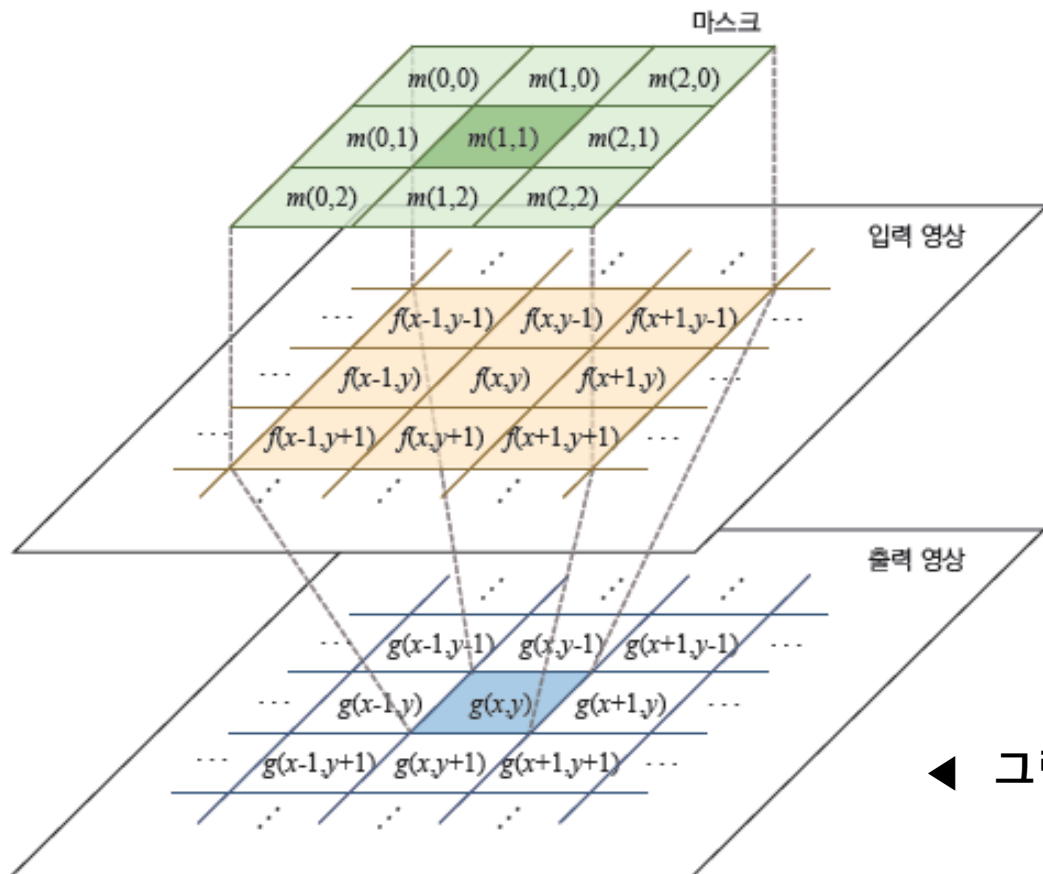 마스크
m(0,0) m(1,0) m(2,0)
m(0,1) m(1,1) m(2,1)
m(0,2) m(1,2) m(2,2)
입력 영상
⋰ ⋰ ⋰
··· f(x-1,y-1) f(x,y-1) f(x+1,y-1) ···
··· f(x-1,y) f(x,y) f(x+1,y) ···
··· f(x-1,y+1) f(x,y+1) f(x+1,y+1) ···
⋰ ⋰ ⋰
출력 영상
⋰ ⋰ ⋰
··· g(x-1,y-1) g(x,y-1) g(x+1,y-1) ···
··· g(x-1,y) g(x,y) g(x+1,y) ···
··· g(x-1,y+1) g(x,y+1) g(x+1,y+1) ···
⋰ ⋰ ⋰
◀ 그